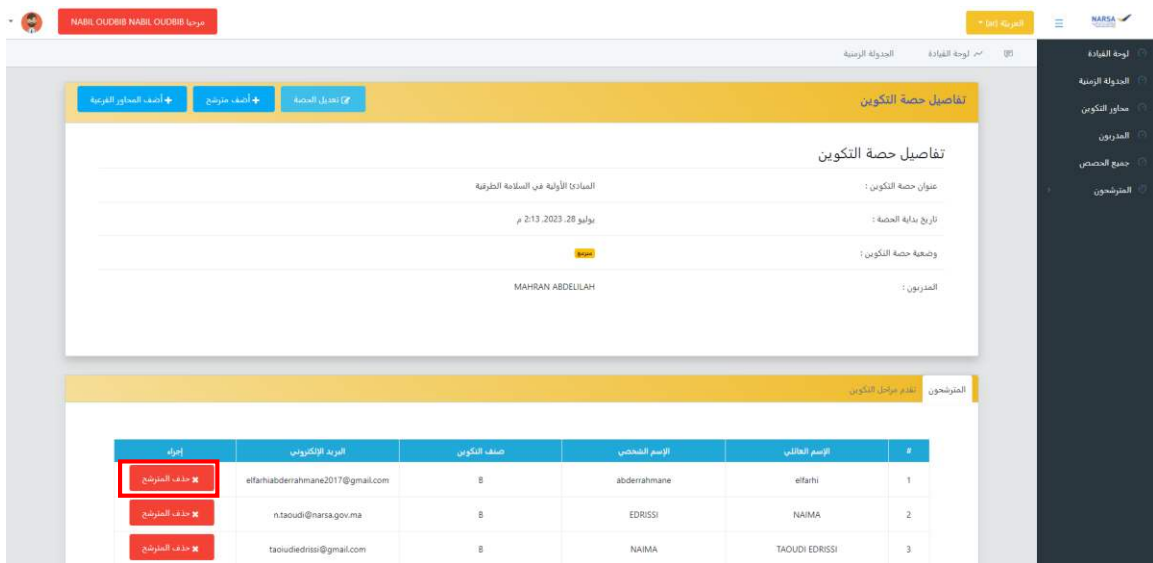 NARSA
العربية (ar)
مرحبا NABIL OUDBIB NABIL OUDBIB
لوحة القيادة
الجدولة الزمنية
لوحة القيادة
الجدولة الزمنية
محاور التكوين
المدربون
جميع الحصص
المترشحون
تفاصيل حصة التكوين
تعديل الحصة
أضف مترشح
أضف المحاور الفرعية
تفاصيل حصة التكوين
عنوان حصة التكوين : المبادئ الأولية في السلامة الطرقية
تاريخ بداية الحصة : يوليو 28، 2023، 2:13 م
وضعية حصة التكوين : مبرمج
المدربون : MAHRAN ABDELILAH
المترشحون تقدم مراحل التكوين
# الإسم العائلي الإسم الشخصي صنف التكوين البريد الإلكتروني إجراء
1 elfarhi abderrahmane B elfarhiabderrahmane2017@gmail.com حذف المترشح
2 NAIMA EDRISSI B n.taoudi@narsa.gov.ma حذف المترشح
3 TAOUDI EDRISSI NAIMA B taoiudiedrissi@gmail.com حذف المترشح